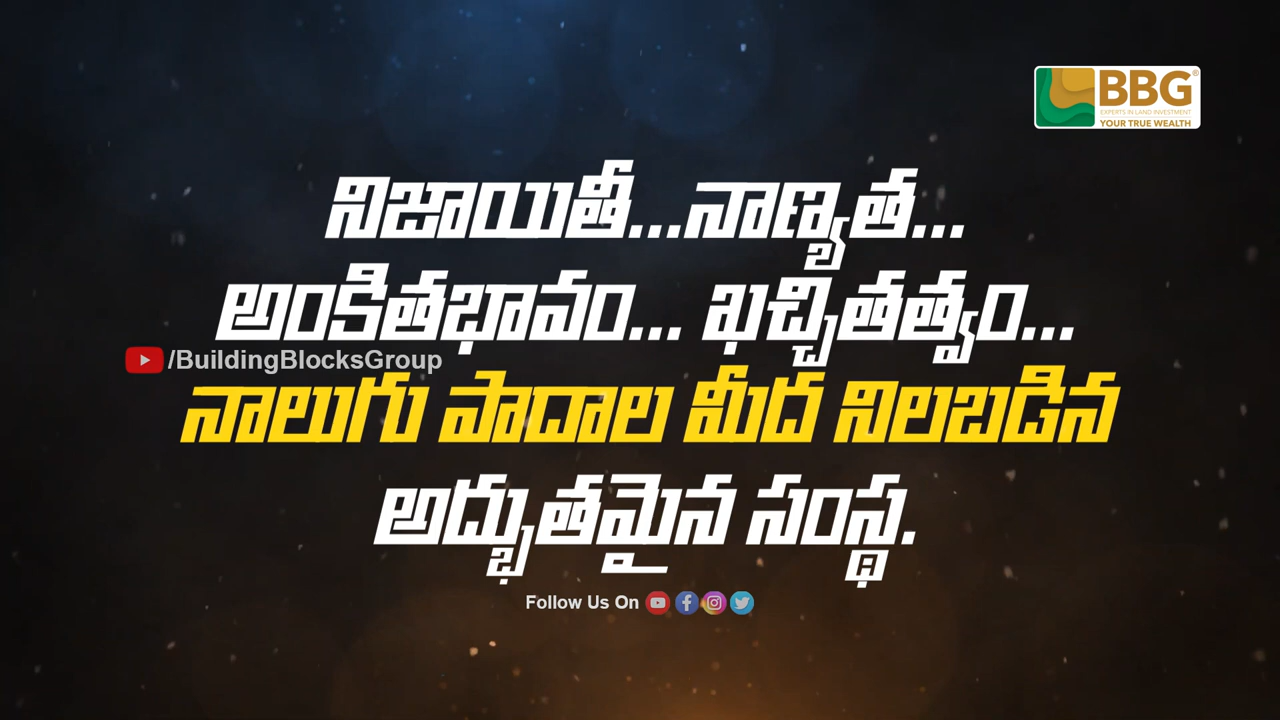 BBG®
EXPERTS IN LAND INVESTMENT
YOUR TRUE WEALTH
నిజాయితీ...నాణ్యత...
అంకితభావం... ఖచ్చితత్వం...
/BuildingBlocksGroup
నాలుగు పాదాల మీద నిలబడిన
అద్భుతమైన సంస్థ.
Follow Us On